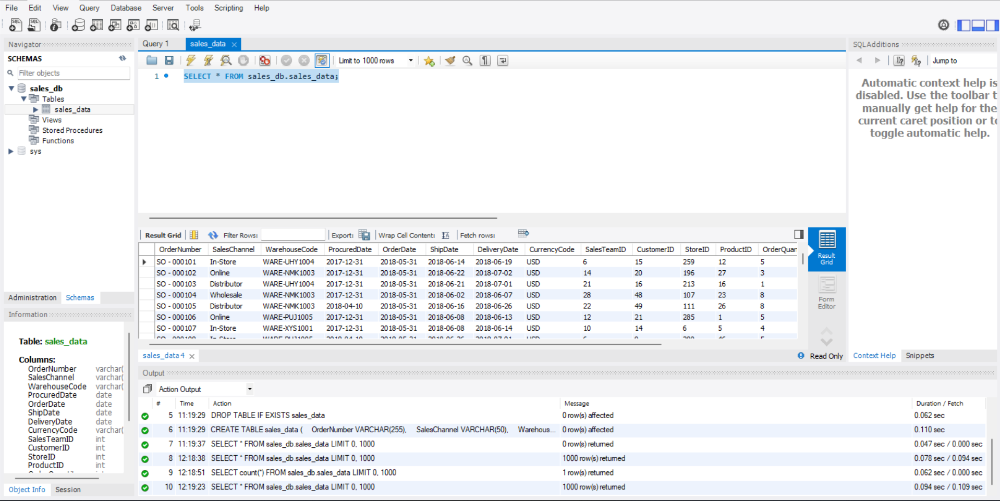 File Edit View Query Database Server Tools Scripting Help
Navigator
SCHEMAS
Filter objects
sales_db
Tables
sales_data
Views
Stored Procedures
Functions
sys
Administration Schemas
Information
Table: sales_data
Columns:
OrderNumber varchar(
SalesChannel varchar(
WarehouseCode varchar(
ProcuredDate date
OrderDate date
ShipDate date
DeliveryDate date
CurrencyCode varchar(
SalesTeamID int
CustomerID int
StoreID int
ProductID int
Object Info Session
Query 1 sales_data
Limit to 1000 rows
1 SELECT * FROM sales_db.sales_data;
Result Grid Filter Rows: Export: Wrap Cell Content: Fetch rows:
OrderNumber SalesChannel WarehouseCode ProcuredDate OrderDate ShipDate DeliveryDate CurrencyCode SalesTeamID CustomerID StoreID ProductID OrderQuan
SO - 000101 In-Store WARE-UHY1004 2017-12-31 2018-05-31 2018-06-14 2018-06-19 USD 6 15 259 12 5
SO - 000102 Online WARE-NMK1003 2017-12-31 2018-05-31 2018-06-22 2018-07-02 USD 14 20 196 27 3
SO - 000103 Distributor WARE-UHY1004 2017-12-31 2018-05-31 2018-06-21 2018-07-01 USD 21 16 213 16 1
SO - 000104 Wholesale WARE-NMK1003 2017-12-31 2018-05-31 2018-06-02 2018-06-07 USD 28 48 107 23 8
SO - 000105 Distributor WARE-NMK1003 2018-04-10 2018-05-31 2018-06-16 2018-06-26 USD 22 49 111 26 8
SO - 000106 Online WARE-PUJ1005 2017-12-31 2018-05-31 2018-06-08 2018-06-13 USD 12 21 285 1 5
SO - 000107 In-Store WARE-XYS1001 2017-12-31 2018-05-31 2018-06-08 2018-06-14 USD 10 14 6 5 4
Result
Grid
Form
Editor
sales_data 4
Read Only
Output
Action Output
# Time Action Message Duration / Fetch
5 11:19:29 DROP TABLE IF EXISTS sales_data 0 row(s) affected 0.062 sec
6 11:19:29 CREATE TABLE sales_data ( OrderNumber VARCHAR(255), SalesChannel VARCHAR(50), Warehous... 0 row(s) affected 0.110 sec
7 11:19:37 SELECT * FROM sales_db.sales_data LIMIT 0, 1000 0 row(s) returned 0.047 sec / 0.000 sec
8 12:18:38 SELECT * FROM sales_db.sales_data LIMIT 0, 1000 1000 row(s) returned 0.078 sec / 0.094 sec
9 12:18:51 SELECT count(*) FROM sales_db.sales_data LIMIT 0, 1000 1 row(s) returned 0.062 sec / 0.000 sec
10 12:19:23 SELECT * FROM sales_db.sales_data LIMIT 0, 1000 1000 row(s) returned 0.094 sec / 0.109 sec
SQLAdditions
Jump to
Automatic context help is
disabled. Use the toolbar t
manually get help for the
current caret position or to
toggle automatic help.
Context Help Snippets